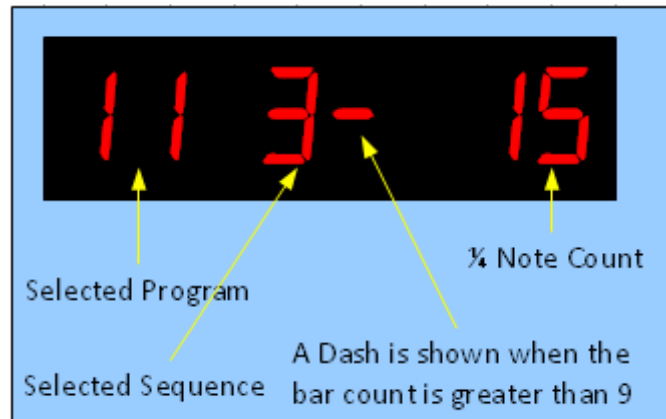 11 3- 15
¼ Note Count
Selected Program
A Dash is shown when the
Selected Sequence bar count is greater than 9